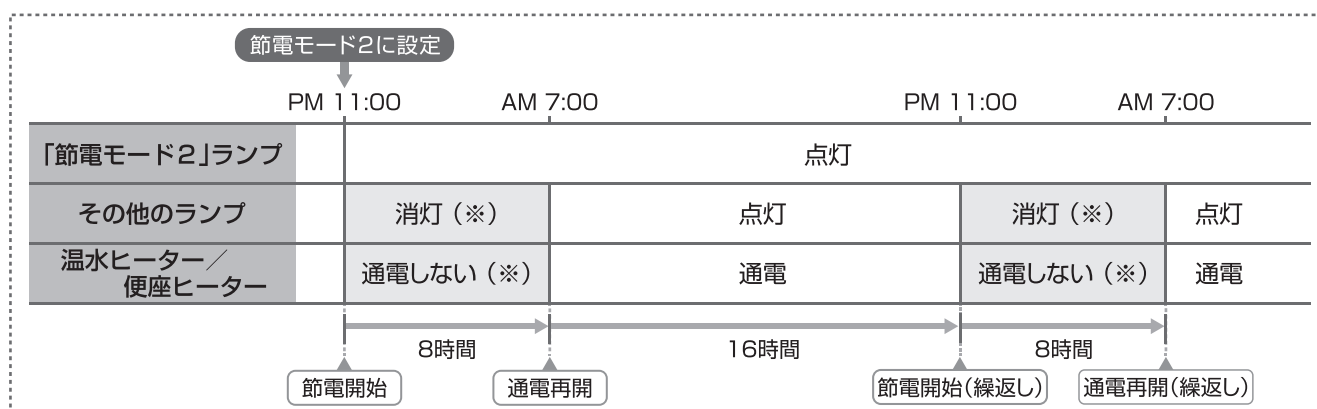 節電モード2に設定
PM 11:00 AM 7:00 PM 11:00 AM 7:00
「節電モード2」ランプ 点灯
その他のランプ 消灯（※） 点灯 消灯（※） 点灯
温水ヒーター／
便座ヒーター 通電しない（※） 通電 通電しない（※） 通電
8時間 16時間 8時間
節電開始 通電再開 節電開始（繰返し） 通電再開（繰返し）